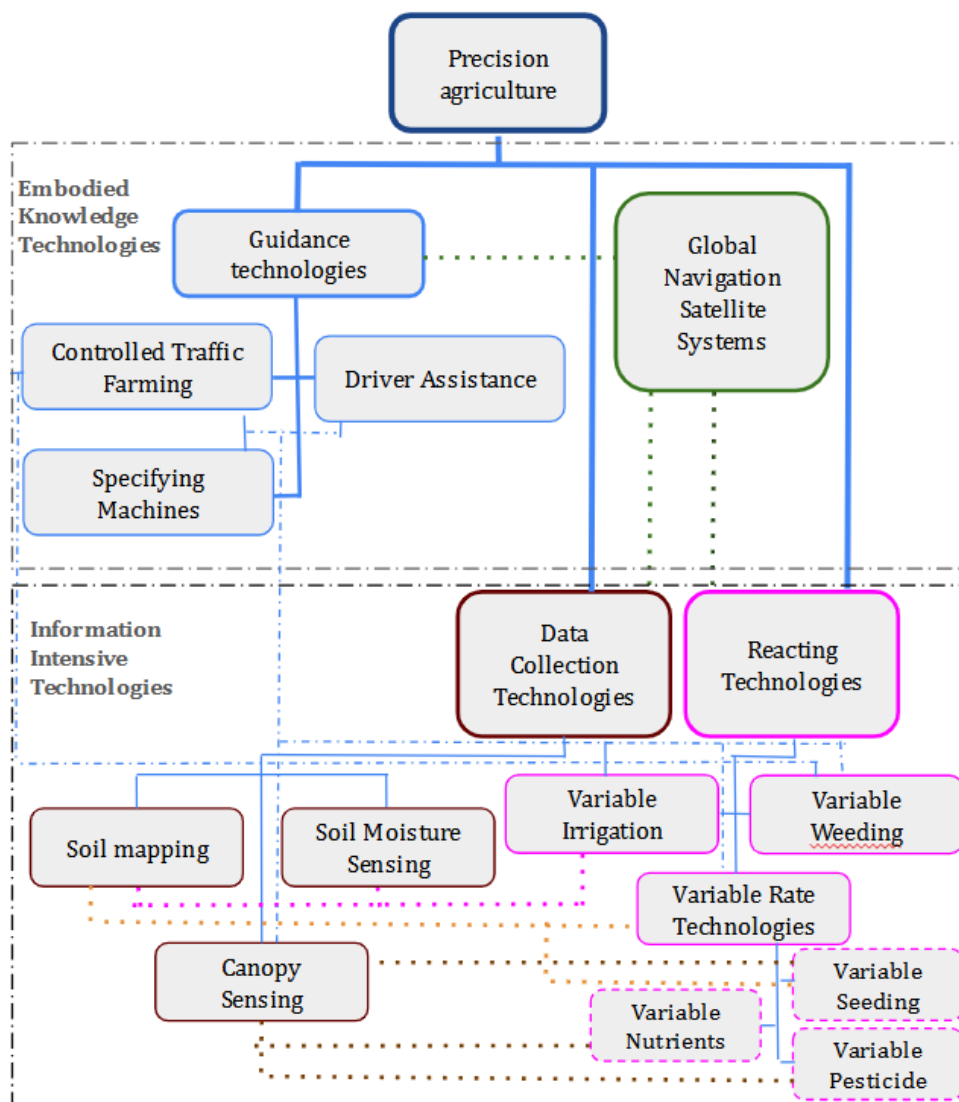 Precision
agriculture
Embodied
Knowledge
Technologies
Guidance
technologies
Global
Navigation
Satellite
Systems
Controlled Traffic
Farming
Driver Assistance
Specifying
Machines
Information
Intensive
Technologies
Data
Collection
Technologies
Reacting
Technologies
Soil mapping
Soil Moisture
Sensing
Variable
Irrigation
Variable
Weeding
Variable Rate
Technologies
Canopy
Sensing
Variable
Seeding
Variable
Nutrients
Variable
Pesticide